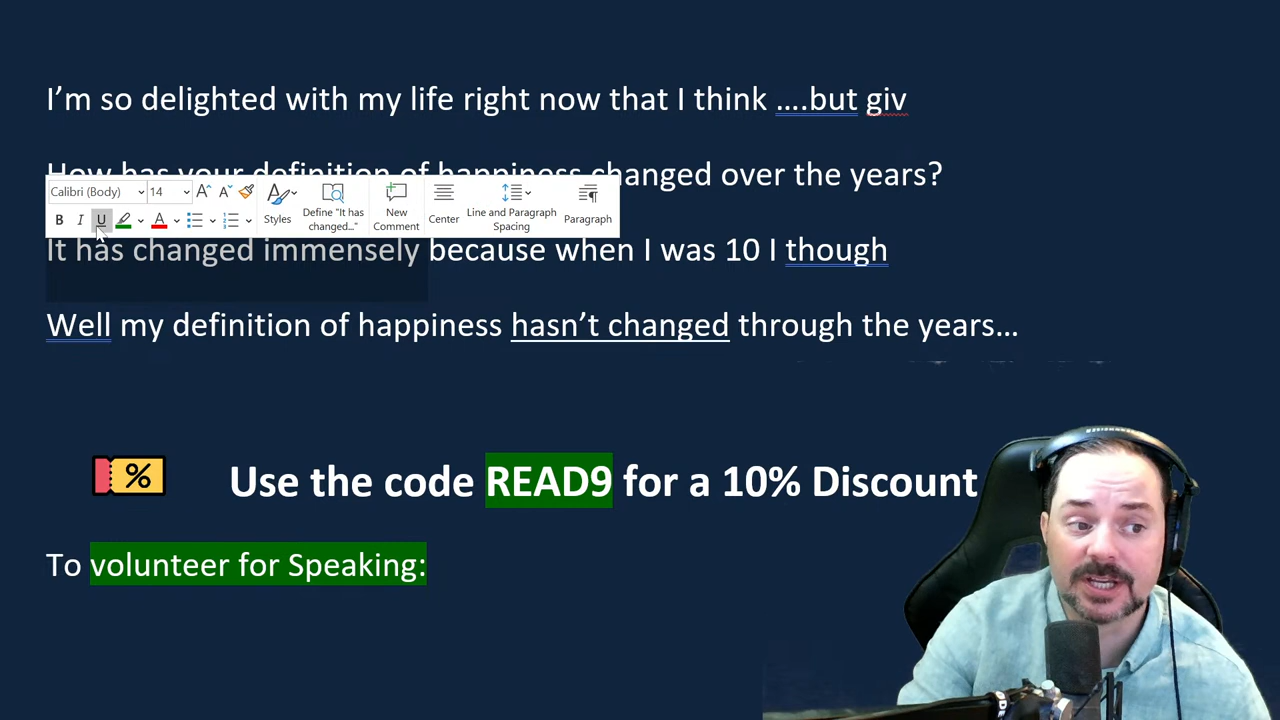 I’m so delighted with my life right now that I think ….but giv
How has your definition of happiness changed over the years?
Calibri (Body) 14
B I U A Styles Define "It has changed..." New Comment Center Line and Paragraph Spacing Paragraph
It has changed immensely because when I was 10 I though
Well my definition of happiness hasn’t changed through the years…
% Use the code READ9 for a 10% Discount
To volunteer for Speaking: